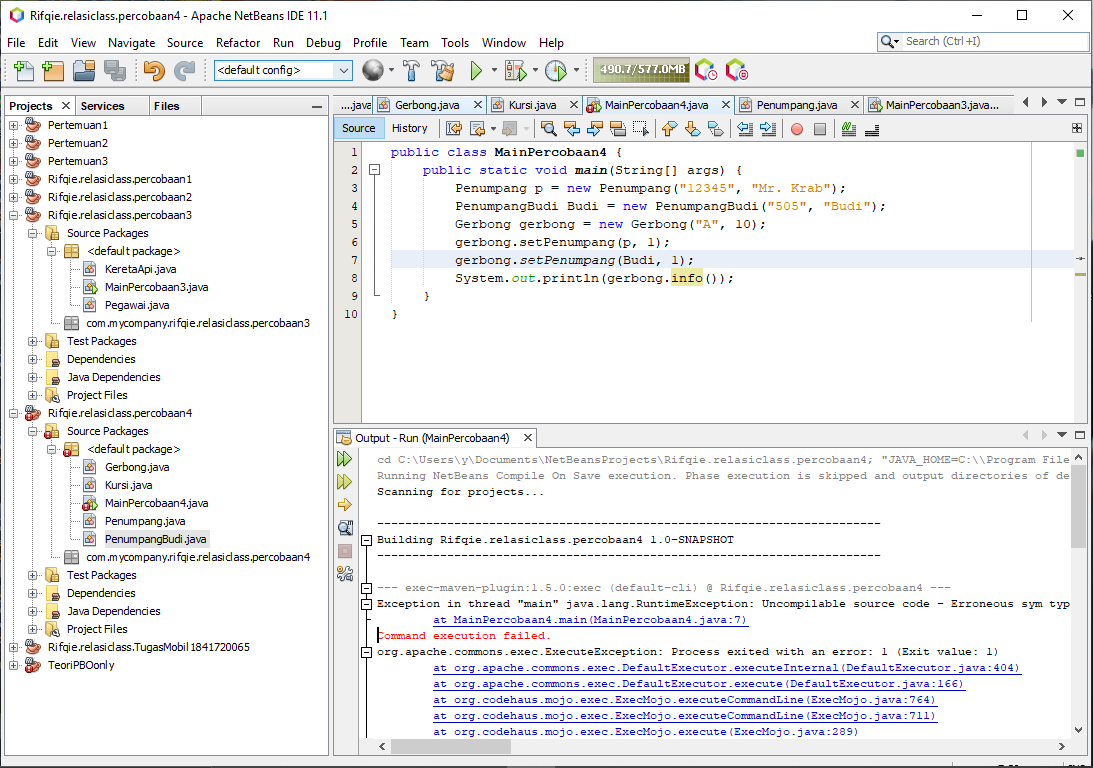 Rifqie.relasiclass.percobaan4 - Apache NetBeans IDE 11.1
File Edit View Navigate Source Refactor Run Debug Profile Team Tools Window Help
Search (Ctrl+I)
<default config>
490.7/577.0MB
Projects Services Files
Pertemuan1
Pertemuan2
Pertemuan3
Rifqie.relasiclass.percobaan1
Rifqie.relasiclass.percobaan2
Rifqie.relasiclass.percobaan3
Source Packages
<default package>
KeretaApi.java
MainPercobaan3.java
Pegawai.java
com.mycompany.rifqie.relasiclass.percobaan3
Test Packages
Dependencies
Java Dependencies
Project Files
Rifqie.relasiclass.percobaan4
Source Packages
<default package>
Gerbong.java
Kursi.java
MainPercobaan4.java
Penumpang.java
PenumpangBudi.java
com.mycompany.rifqie.relasiclass.percobaan4
Test Packages
Dependencies
Java Dependencies
Project Files
Rifqie.relasiclass.TugasMobil1841720065
TeoriPBOonly
....java Gerbong.java Kursi.java MainPercobaan4.java Penumpang.java MainPercobaan3.java...
Source History
1 public class MainPercobaan4 {
2 public static void main(String[] args) {
3 Penumpang p = new Penumpang("12345", "Mr. Krab");
4 PenumpangBudi Budi = new PenumpangBudi("505", "Budi");
5 Gerbong gerbong = new Gerbong("A", 10);
6 gerbong.setPenumpang(p, 1);
7 gerbong.setPenumpang(Budi, 1);
8 System.out.println(gerbong.info());
9 }
10 }
Output - Run (MainPercobaan4)
cd C:\Users\y\Documents\NetBeansProjects\Rifqie.relasiclass.percobaan4; "JAVA_HOME=C:\\Program File
Running NetBeans Compile On Save execution. Phase execution is skipped and output directories of de
Scanning for projects...
------------------------------------------------------------------------
Building Rifqie.relasiclass.percobaan4 1.0-SNAPSHOT
------------------------------------------------------------------------
--- exec-maven-plugin:1.5.0:exec (default-cli) @ Rifqie.relasiclass.percobaan4 ---
Exception in thread "main" java.lang.RuntimeException: Uncompilable source code - Erroneous sym typ
at MainPercobaan4.main(MainPercobaan4.java:7)
Command execution failed.
org.apache.commons.exec.ExecuteException: Process exited with an error: 1 (Exit value: 1)
at org.apache.commons.exec.DefaultExecutor.executeInternal(DefaultExecutor.java:404)
at org.apache.commons.exec.DefaultExecutor.execute(DefaultExecutor.java:166)
at org.codehaus.mojo.exec.ExecMojo.executeCommandLine(ExecMojo.java:764)
at org.codehaus.mojo.exec.ExecMojo.executeCommandLine(ExecMojo.java:711)
at org.codehaus.mojo.exec.ExecMojo.execute(ExecMojo.java:289)